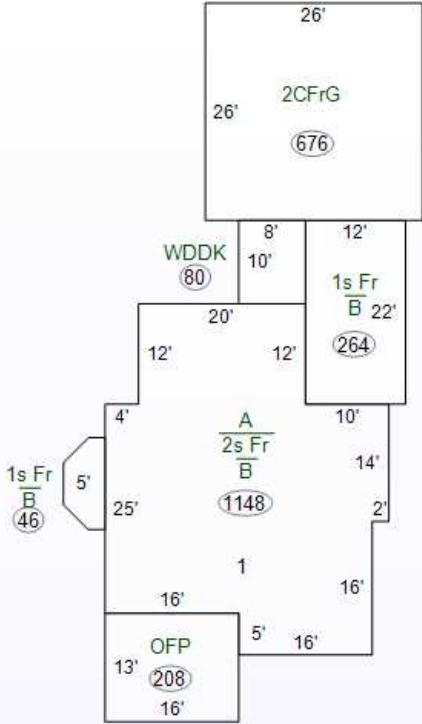 26'
2CFrG
26'
676
8' 12'
WDDK
10'
80
1s Fr
B
22'
264
20'
12' 12'
4' 10'
A
2s Fr
B
14'
1148
1s Fr
B
5'
46
25'
2'
1
16'
16'
5'
16'
OFP
13'
208
16'